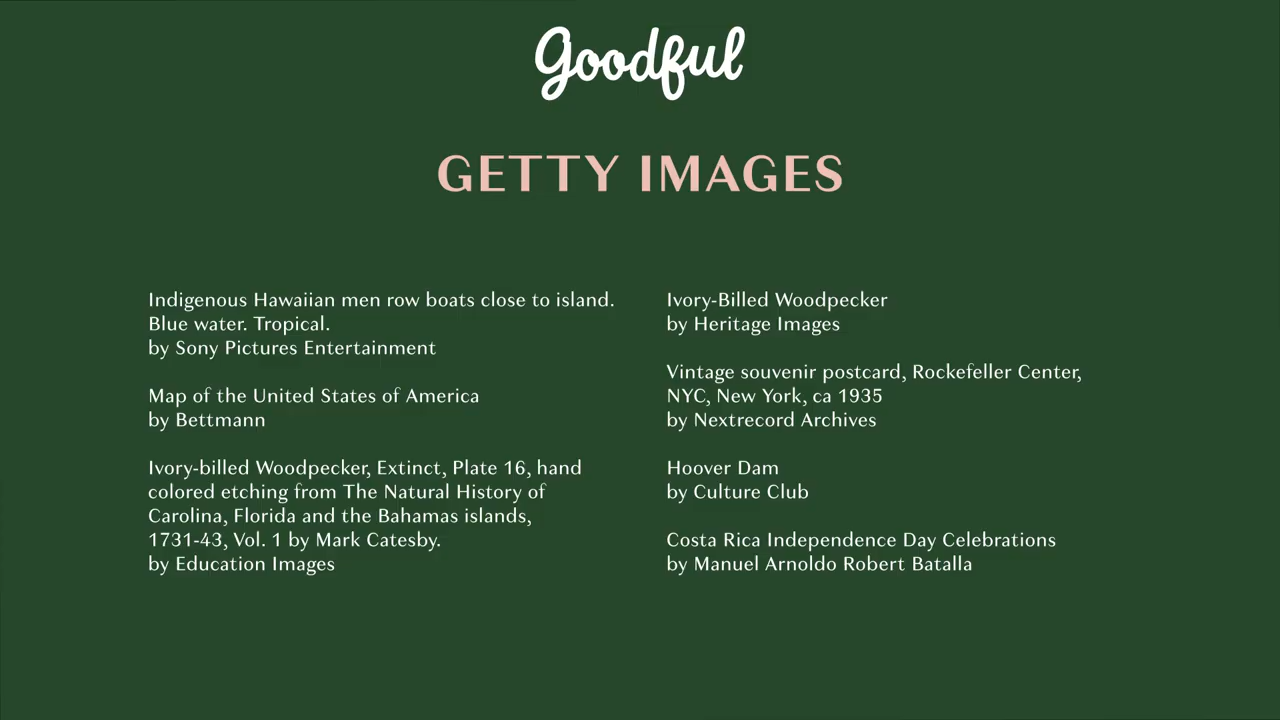 Goodful
GETTY IMAGES
Indigenous Hawaiian men row boats close to island.
Blue water. Tropical.
by Sony Pictures Entertainment
Map of the United States of America
by Bettmann
Ivory-billed Woodpecker, Extinct, Plate 16, hand
colored etching from The Natural History of
Carolina, Florida and the Bahamas islands,
1731-43, Vol. 1 by Mark Catesby.
by Education Images
Ivory-Billed Woodpecker
by Heritage Images
Vintage souvenir postcard, Rockefeller Center,
NYC, New York, ca 1935
by Nextrecord Archives
Hoover Dam
by Culture Club
Costa Rica Independence Day Celebrations
by Manuel Arnoldo Robert Batalla